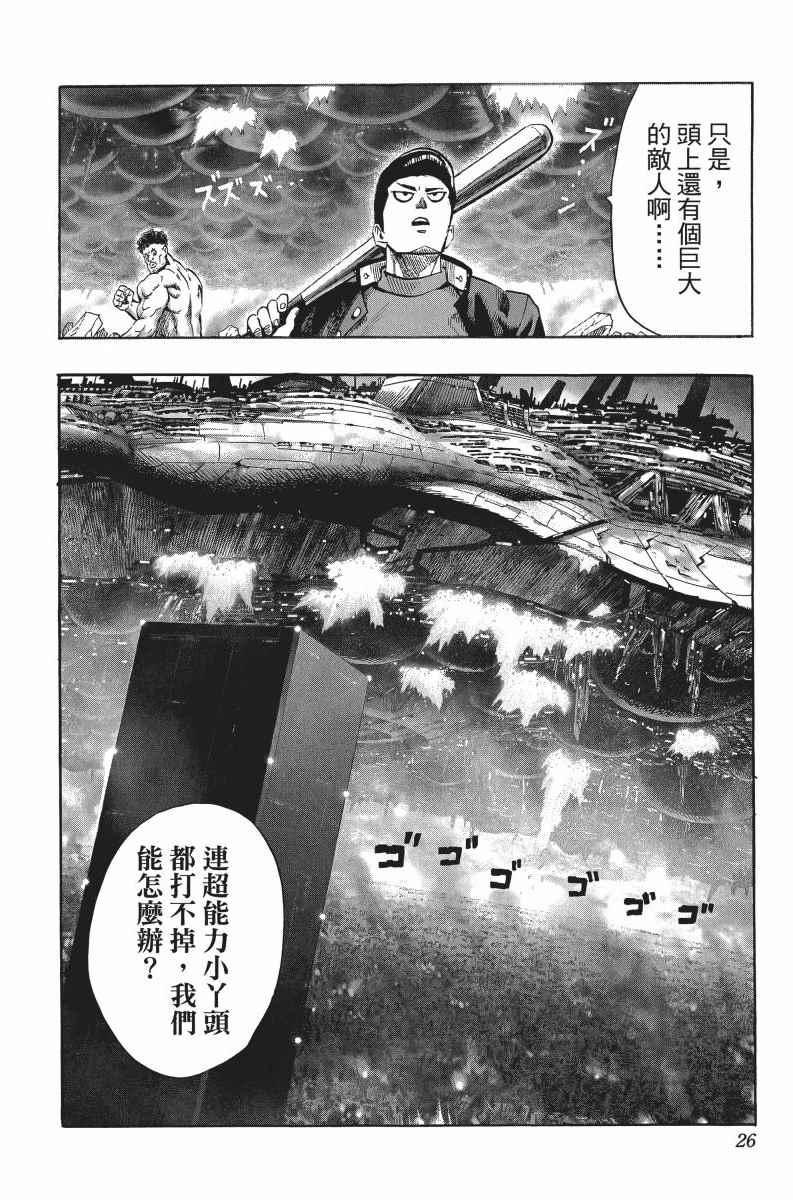 只是，
頭上還有個巨大
的敵人啊⋯⋯
ズ゛
ズズズ⋯
ゴゴゴゴゴゴ
連超能力小丫頭
都打不掉，我們
能怎麼辦？
26